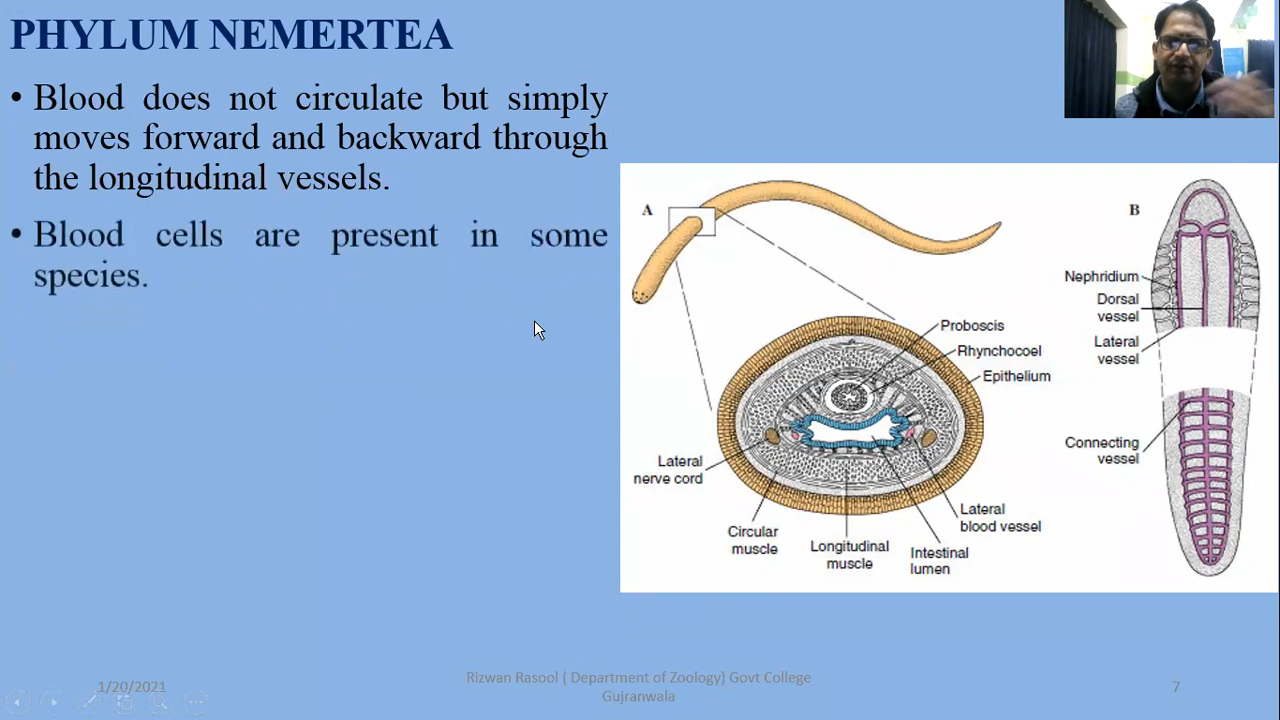 PHYLUM NEMERTEA
• Blood does not circulate but simply
moves forward and backward through
the longitudinal vessels.
• Blood cells are present in some
species.
A
B
Proboscis
Rhynchocoel
Epithelium
Lateral
nerve cord
Circular
muscle
Longitudinal
muscle
Intestinal
lumen
Lateral
blood vessel
Nephridium
Dorsal
vessel
Lateral
vessel
Connecting
vessel
1/20/2021
Rizwan Rasool ( Department of Zoology) Govt College
Gujranwala
7